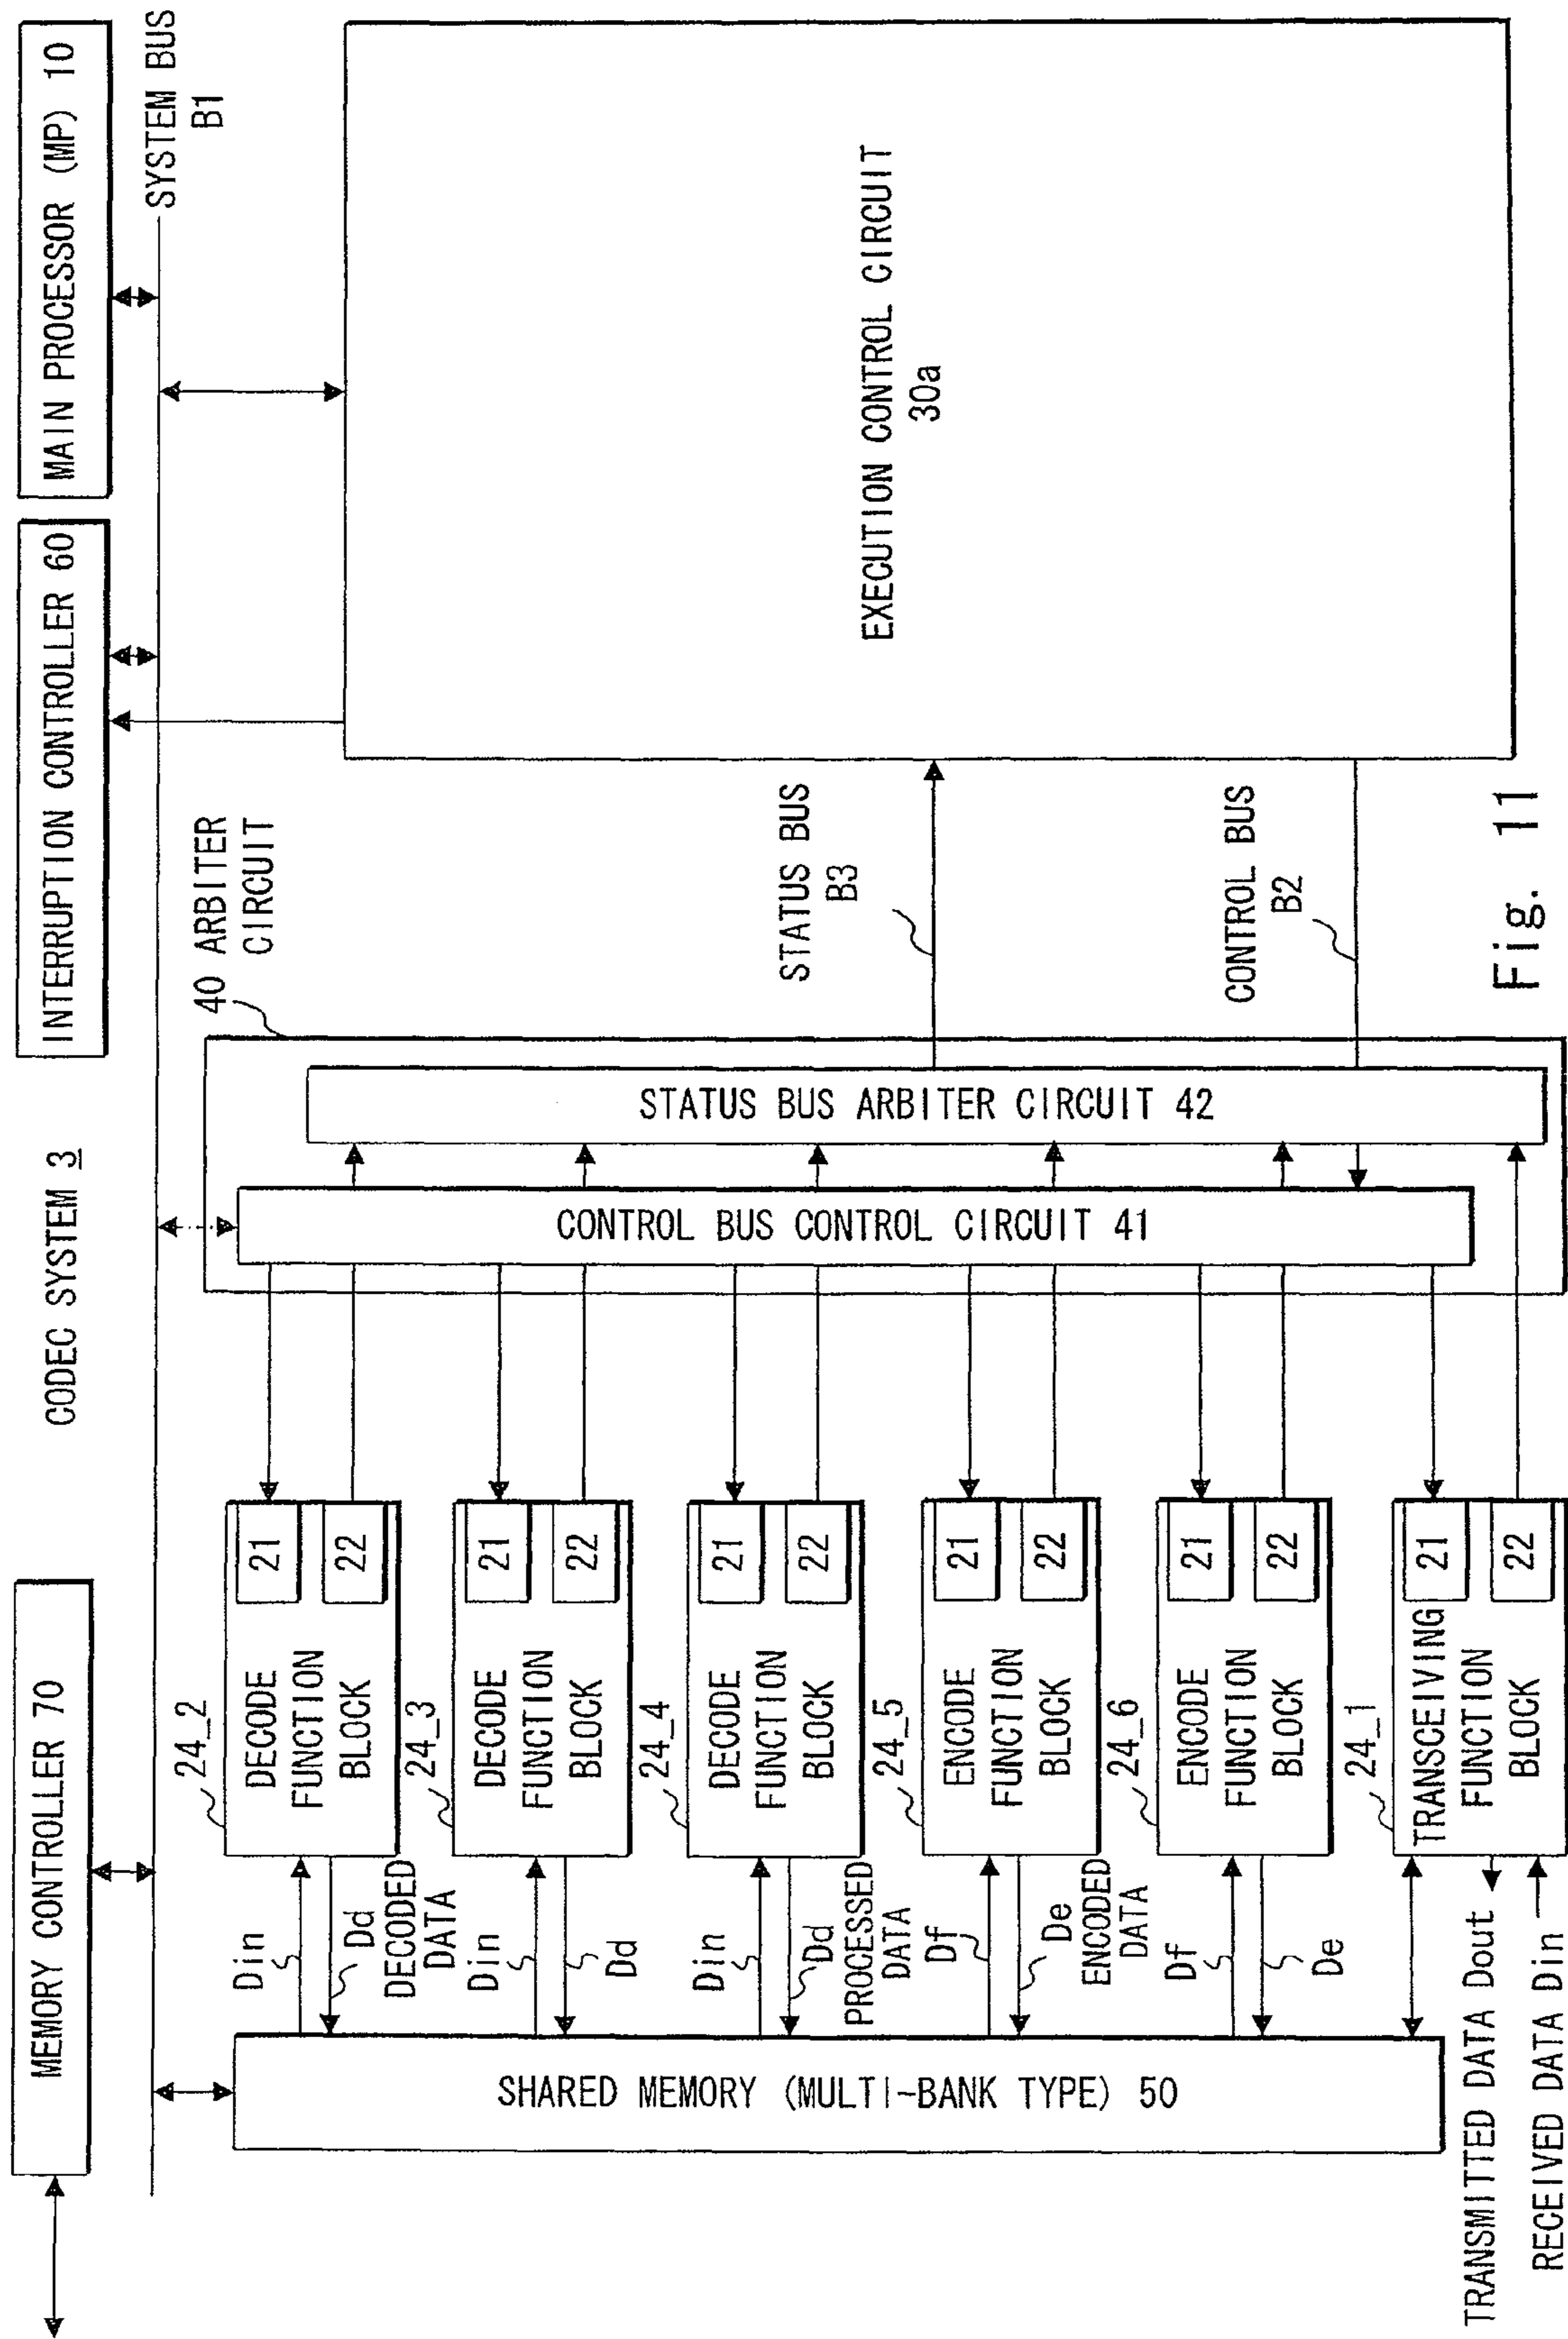 CODEC SYSTEM 3
MEMORY CONTROLLER 70
INTERRUPTION CONTROLLER 60
MAIN PROCESSOR (MP) 10
SYSTEM BUS
B1
40 ARBITER
CIRCUIT
24_2
DECODE
FUNCTION
BLOCK
21
22
Din
Dd
DECODED
DATA
24_3
DECODE
FUNCTION
BLOCK
21
22
Din
Dd
24_4
DECODE
FUNCTION
BLOCK
21
22
Din
Dd
PROCESSED
DATA
Df
24_5
ENCODE
FUNCTION
BLOCK
21
22
De
ENCODED
DATA
24_6
ENCODE
FUNCTION
BLOCK
21
22
Df
De
24_1
TRANSCEIVING
FUNCTION
BLOCK
21
22
TRANSMITTED DATA Dout
RECEIVED DATA Din
SHARED MEMORY (MULTI-BANK TYPE) 50
CONTROL BUS CONTROL CIRCUIT 41
STATUS BUS ARBITER CIRCUIT 42
STATUS BUS
B3
CONTROL BUS
B2
EXECUTION CONTROL CIRCUIT
30a
Fig. 11